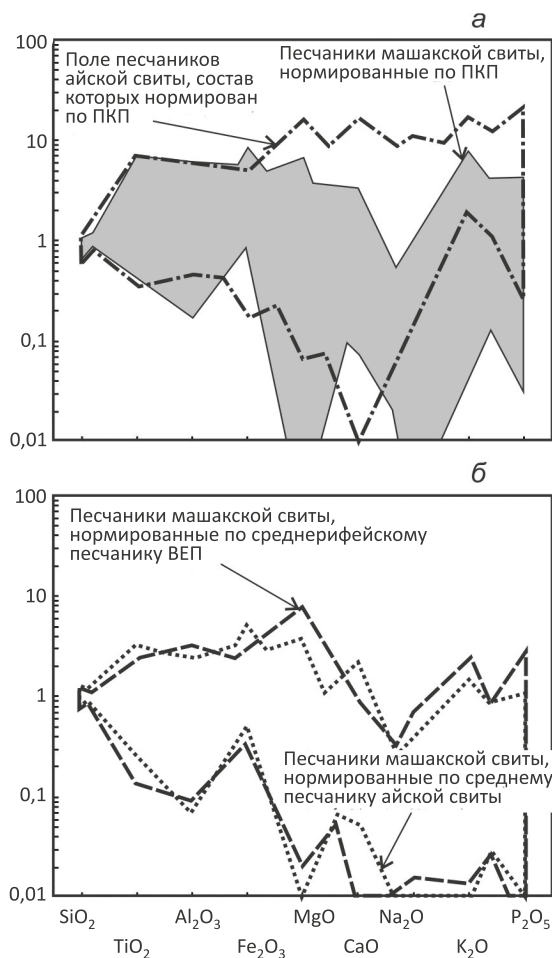 а
100
10
1
0,1
0,01
Поле песчаников
айской свиты, состав
которых нормирован
по ПКП
Песчаники машакской свиты,
нормированные по ПКП
б
100
10
1
0,1
0,01
Песчаники машакской свиты,
нормированные по среднерифейскому
песчанику ВЕП
Песчаники машакской свиты,
нормированные по среднему
песчанику айской свиты
SiO₂ Al₂O₃ MgO Na₂O P₂O₅
TiO₂ Fe₂O₃ CaO K₂O